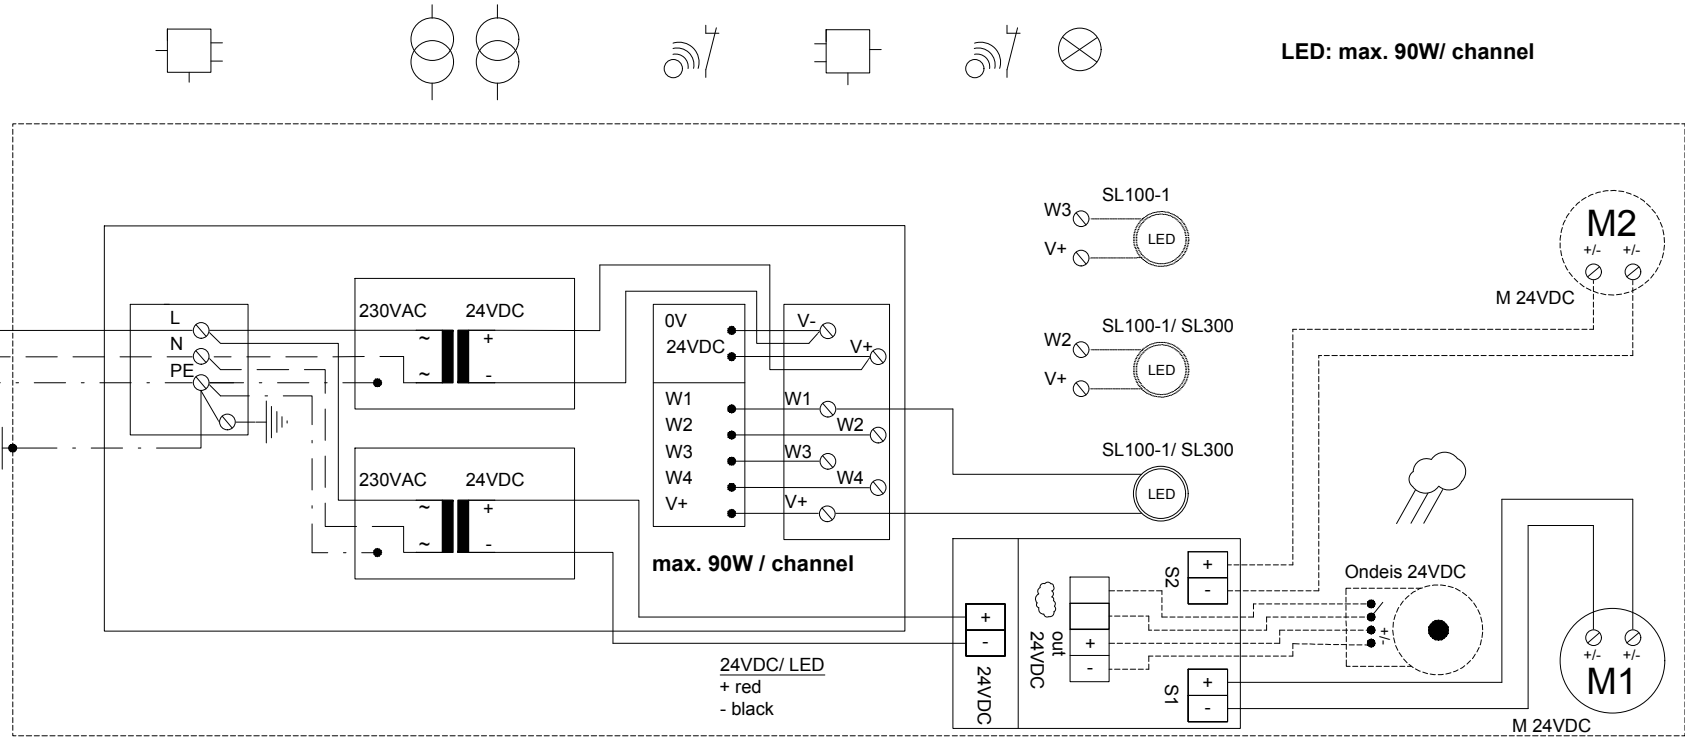 LED: max. 90W/ channel
SL100-1
W3
V+
LED
M2
+/- +/-
M 24VDC
L
N
PE
230VAC 24VDC
~ +
~ -
0V
24VDC
W1
W2
W3
W4
V+
V-
V+
W1
W2
W3
W4
V+
SL100-1/ SL300
W2
V+
LED
SL100-1/ SL300
LED
230VAC 24VDC
~ +
~ -
max. 90W / channel
24VDC/ LED
+ red
- black
+
-
24VDC
out
24VDC
+
-
S2
+
-
S1
+
-
Ondeis 24VDC
+/-
+/- +/-
M1
M 24VDC